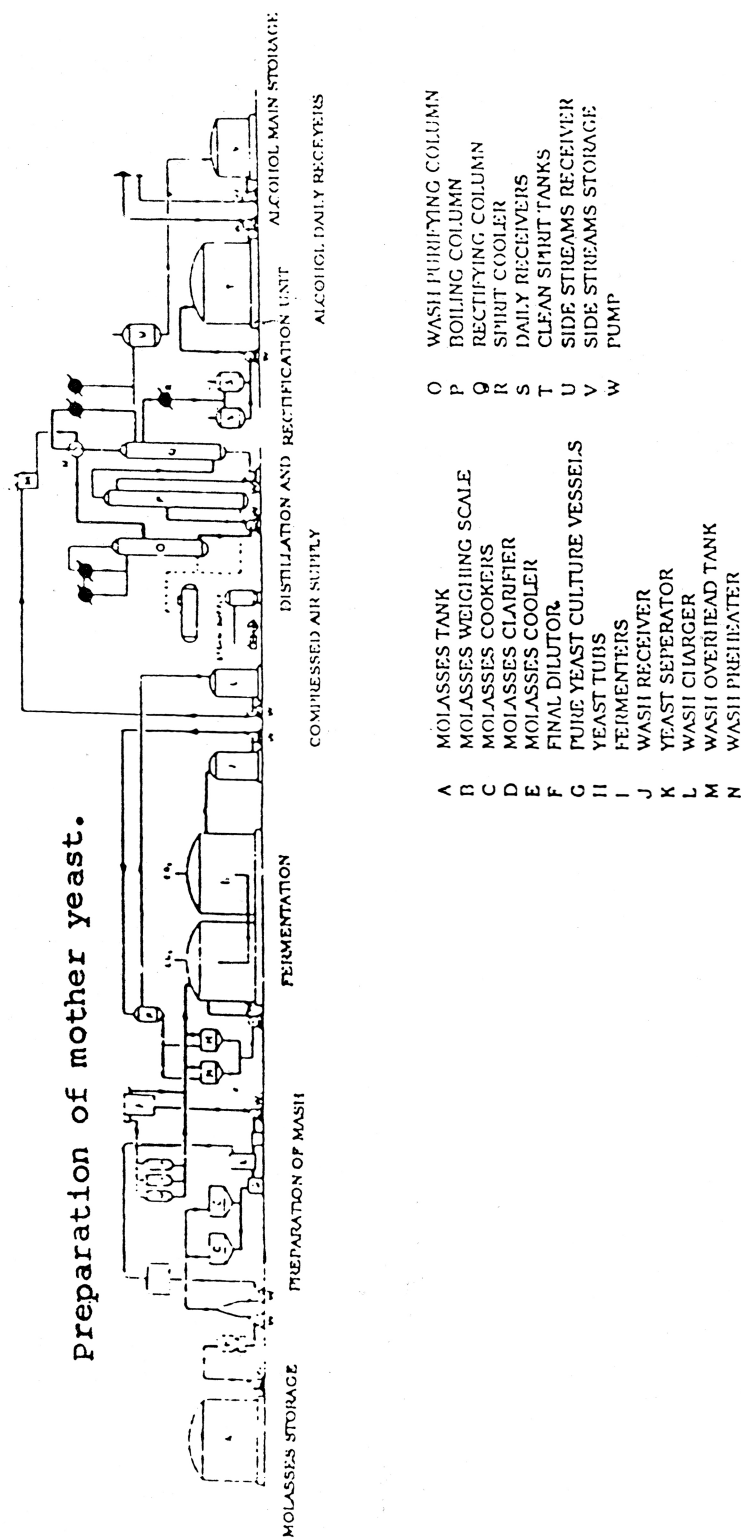 Preparation of mother yeast.
MOLASSES STORAGE
PREPARATION OF MASH
FERMENTATION
COMPRESSED AIR SUPPLY
DISTILLATION AND RECTIFICATION UNIT
ALCOHOL DAILY RECEYERS
ALCOHOL MAIN STORAGE
A MOLASSES TANK
B MOLASSES WEIGHING SCALE
C MOLASSES COOKERS
D MOLASSES CLARIFIER
E MOLASSES COOLER
F FINAL DILUTOR
G PURE YEAST CULTURE VESSELS
H YEAST TUBS
I FERMENTERS
J WASH RECEIVER
K YEAST SEPERATOR
L WASH CHARGER
M WASH OVERHEAD TANK
N WASH PREHEATER
O WASH PURIFYING COLUMN
P BOILING COLUMN
Q RECTIFYING COLUMN
R SPIRIT COOLER
S DAILY RECEIVERS
T CLEAN SPIRIT TANKS
U SIDE STREAMS RECEIVER
V SIDE STREAMS STORAGE
W PUMP